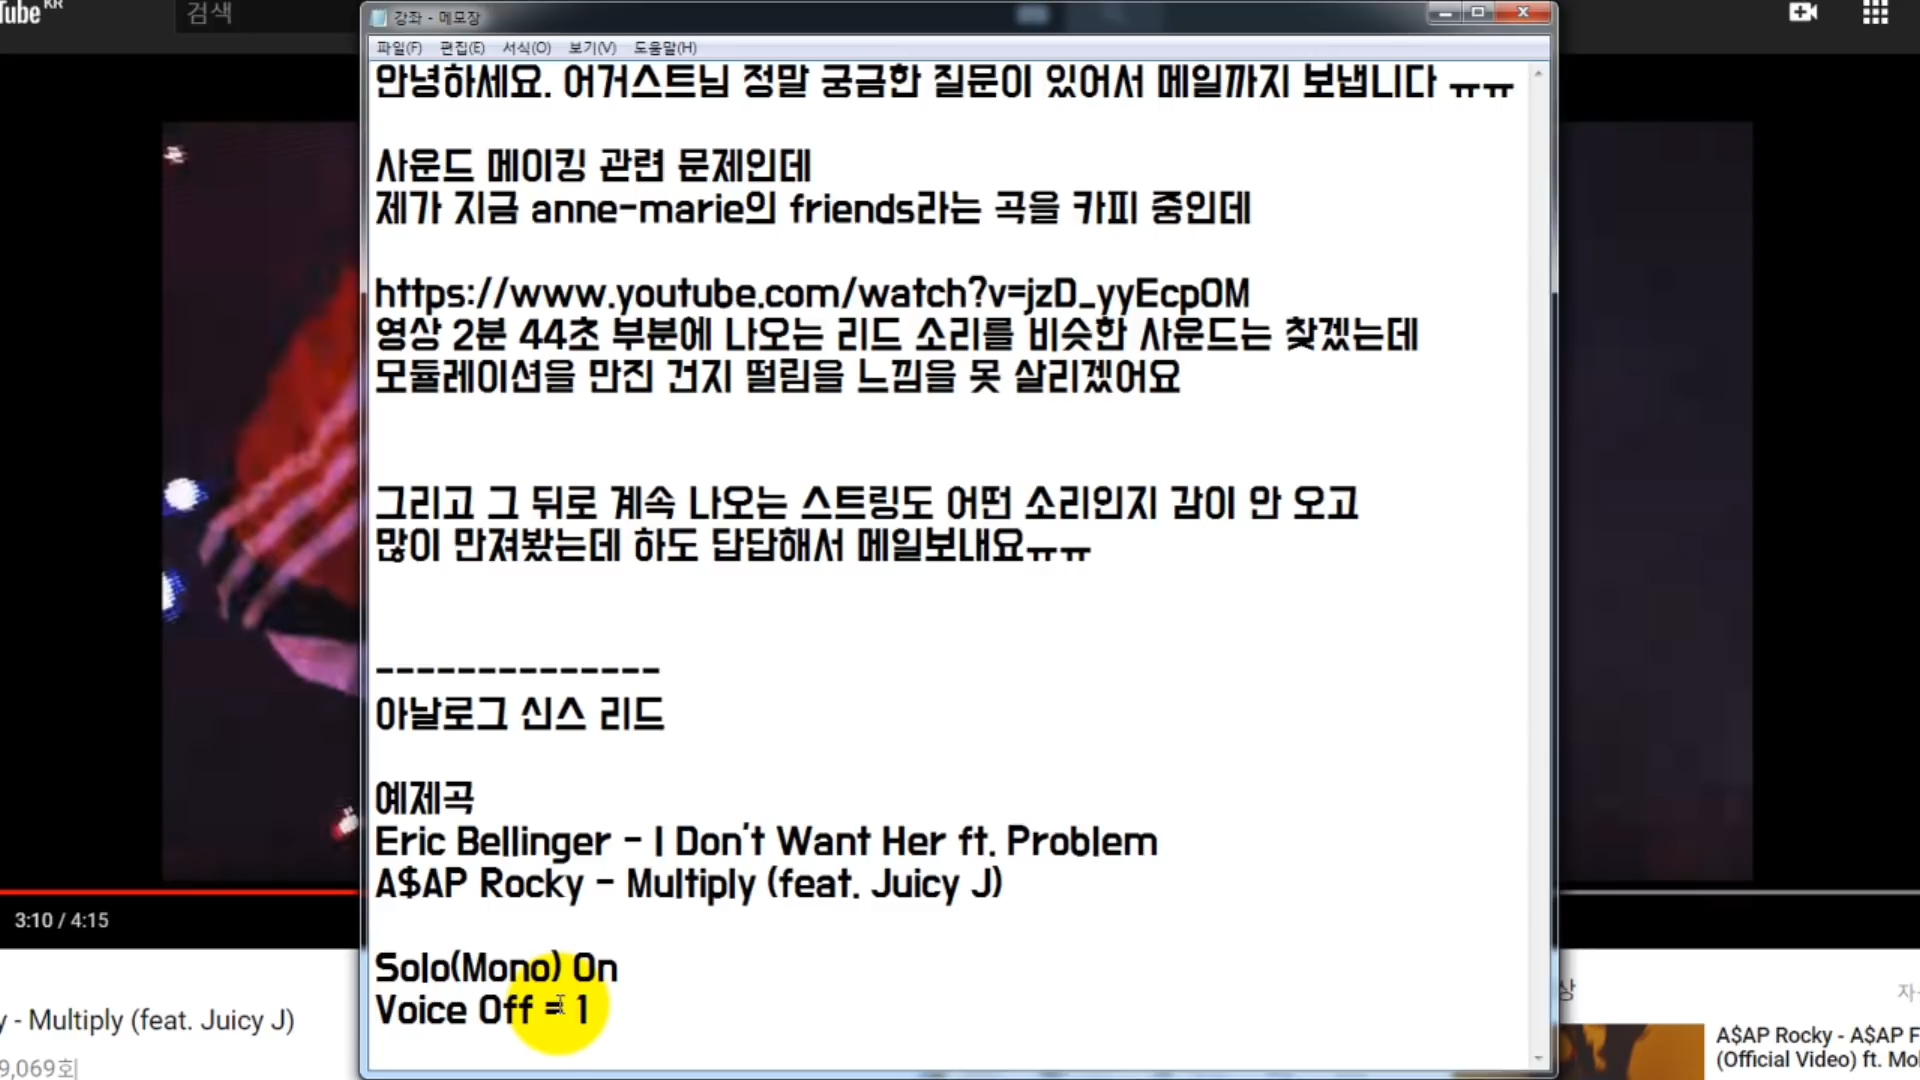 Tube KR
검색
강좌 - 메모장
파일(F) 편집(E) 서식(O) 보기(V) 도움말(H)
안녕하세요. 어거스트님 정말 궁금한 질문이 있어서 메일까지 보냅니다 ㅠㅠ
사운드 메이킹 관련 문제인데
제가 지금 anne-marie의 friends라는 곡을 카피 중인데
https://www.youtube.com/watch?v=jzD_yyEcp0M
영상 2분 44초 부분에 나오는 리드 소리를 비슷한 사운드는 찾겠는데
모듈레이션을 만진 건지 떨림을 느낌을 못 살리겠어요
그리고 그 뒤로 계속 나오는 스트링도 어떤 소리인지 감이 안 오고
많이 만져봤는데 하도 답답해서 메일보내요ㅠㅠ
--------------
아날로그 신스 리드
예제곡
Eric Bellinger - I Don't Want Her ft. Problem
A$AP Rocky - Multiply (feat. Juicy J)
Solo(Mono) On
Voice Off = 1
3:10 / 4:15
y - Multiply (feat. Juicy J)
9,069회
상
자
A$AP Rocky - A$AP F
(Official Video) ft. Mo